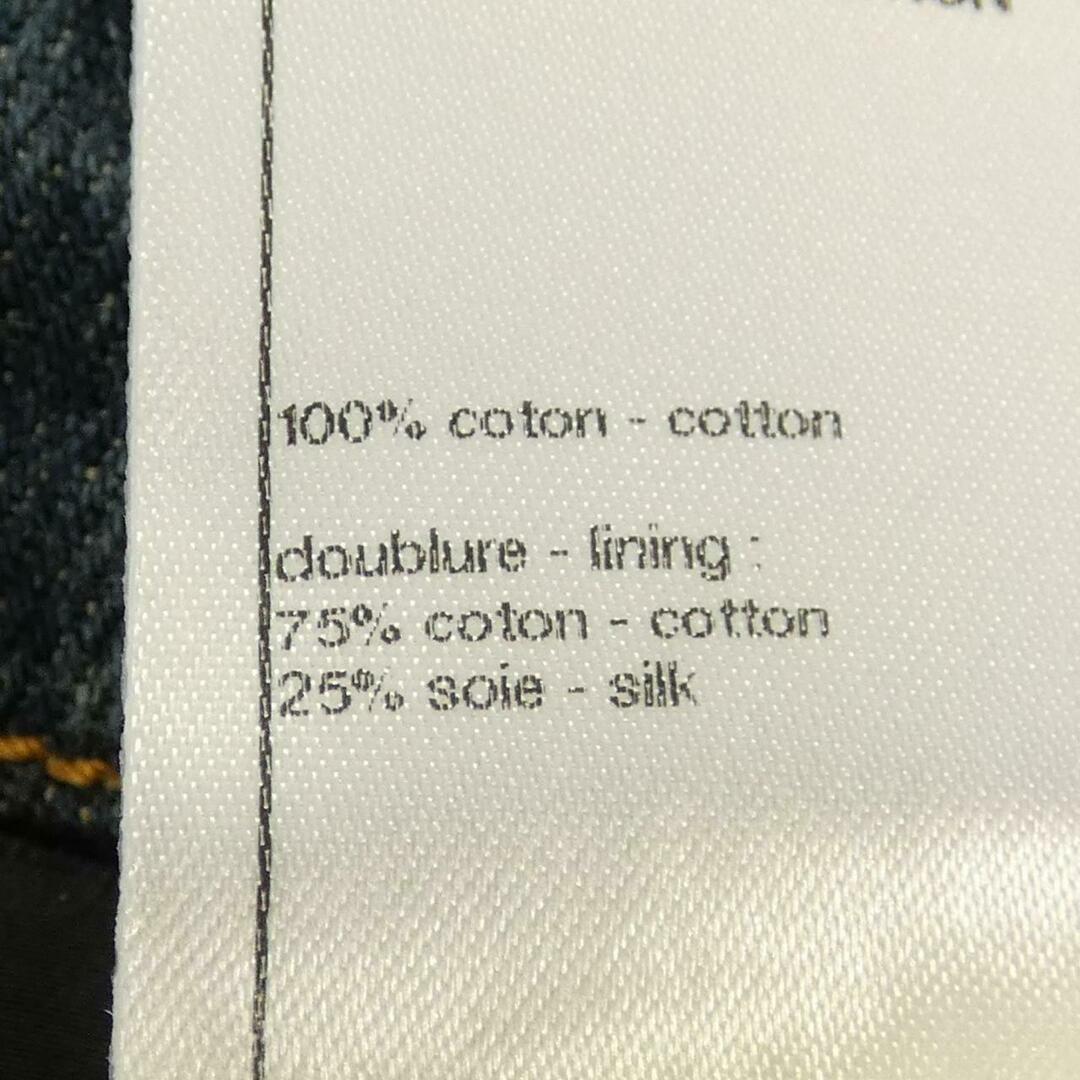 100% coton - cotton
doublure - lining :
75% coton - cotton
25% soie - silk